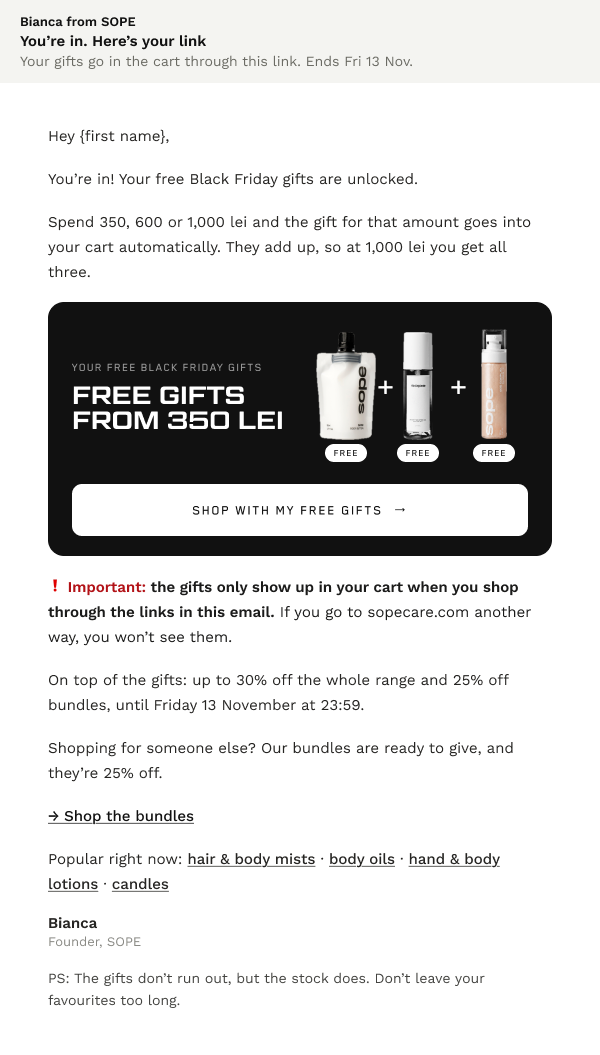 Bianca from SOPE
You’re in. Here’s your link
Your gifts go in the cart through this link. Ends Fri 13 Nov.
Hey {first name},
You’re in! Your free Black Friday gifts are unlocked.
Spend 350, 600 or 1,000 lei and the gift for that amount goes into
your cart automatically. They add up, so at 1,000 lei you get all
three.
YOUR FREE BLACK FRIDAY GIFTS
FREE GIFTS
FROM 350 LEI
sope
+
+
sope
FREE
FREE
FREE
SHOP WITH MY FREE GIFTS →
❗ Important: the gifts only show up in your cart when you shop
through the links in this email. If you go to sopecare.com another
way, you won’t see them.
On top of the gifts: up to 30% off the whole range and 25% off
bundles, until Friday 13 November at 23:59.
Shopping for someone else? Our bundles are ready to give, and
they’re 25% off.
→ Shop the bundles
Popular right now: hair & body mists · body oils · hand & body
lotions · candles
Bianca
Founder, SOPE
PS: The gifts don’t run out, but the stock does. Don’t leave your
favourites too long.